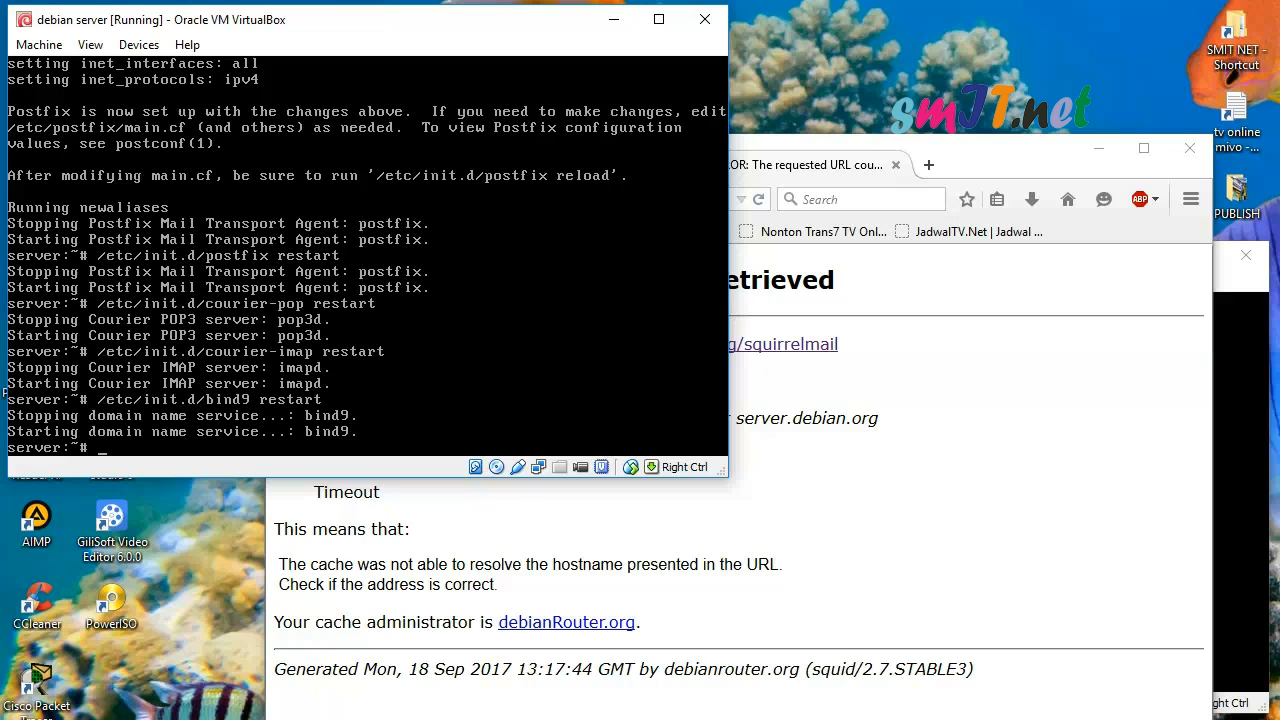 debian server [Running] - Oracle VM VirtualBox
Machine View Devices Help
setting inet_interfaces: all
setting inet_protocols: ipv4
Postfix is now set up with the changes above.  If you need to make changes, edit
/etc/postfix/main.cf (and others) as needed.  To view Postfix configuration
values, see postconf(1).
After modifying main.cf, be sure to run '/etc/init.d/postfix reload'.
Running newaliases
Stopping Postfix Mail Transport Agent: postfix.
Starting Postfix Mail Transport Agent: postfix.
server:~# /etc/init.d/postfix restart
Stopping Postfix Mail Transport Agent: postfix.
Starting Postfix Mail Transport Agent: postfix.
server:~# /etc/init.d/courier-pop restart
Stopping Courier POP3 server: pop3d.
Starting Courier POP3 server: pop3d.
server:~# /etc/init.d/courier-imap restart
Stopping Courier IMAP server: imapd.
Starting Courier IMAP server: imapd.
server:~# /etc/init.d/bind9 restart
Stopping domain name service...: bind9.
Starting domain name service...: bind9.
server:~# _
Right Ctrl
smIT.net
OR: The requested URL cou...
Search
ABP
Nonton Trans7 TV Onl...
JadwalTV.Net | Jadwal ...
etrieved
g/squirrelmail
server.debian.org
Timeout
This means that:
The cache was not able to resolve the hostname presented in the URL.
Check if the address is correct.
Your cache administrator is debianRouter.org.
Generated Mon, 18 Sep 2017 13:17:44 GMT by debianrouter.org (squid/2.7.STABLE3)
SMIT NET -
Shortcut
tv online
mivo -...
PUBLISH
AIMP
GiliSoft Video
Editor 6.0.0
CCleaner
PowerISO
Cisco Packet
ght Ctrl